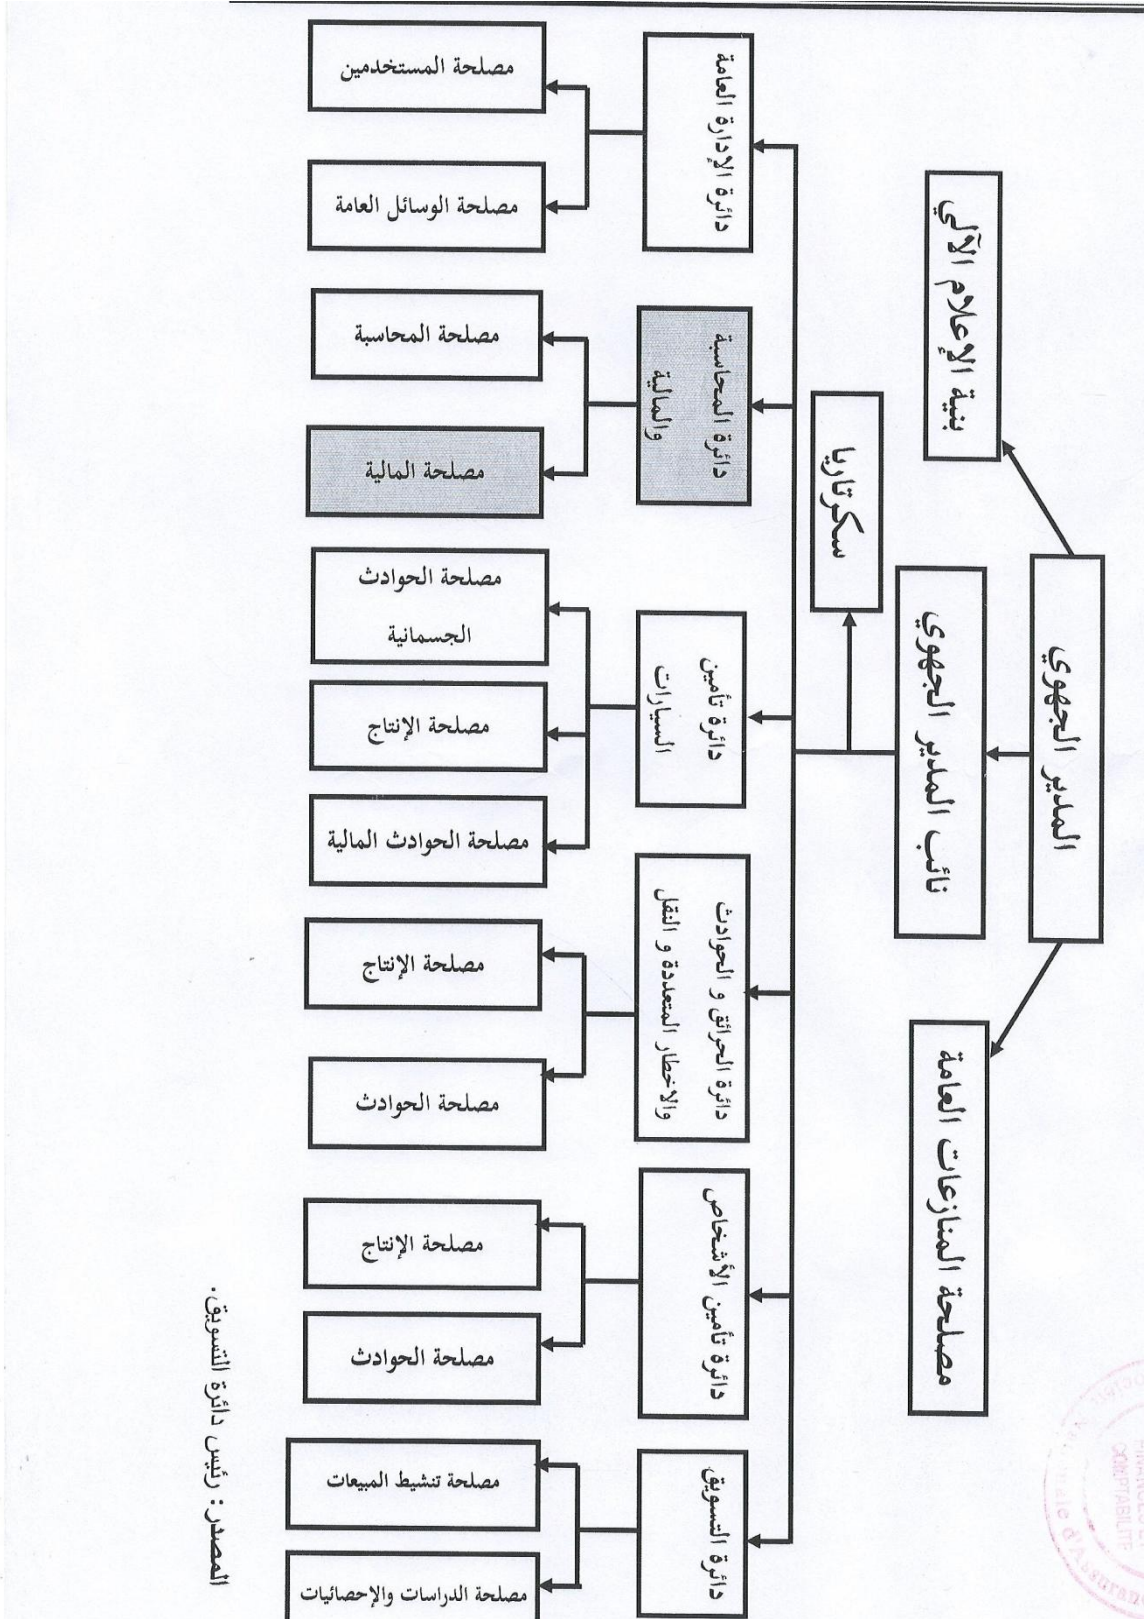 المدير الجهوي
بنية الإعلام الآلي
مصلحة المنازعات العامة
نائب المدير الجهوي
سكرتاريا
دائرة الإدارة العامة
مصلحة المستخدمين
مصلحة الوسائل العامة
دائرة المحاسبة
والمالية
مصلحة المحاسبة
مصلحة المالية
دائرة تأمين
السيارات
مصلحة الحوادث
الجسمانية
مصلحة الإنتاج
مصلحة الحوادث المالية
دائرة الحرائق و الحوادث
والاخطار المتعددة و النقل
مصلحة الإنتاج
مصلحة الحوادث
دائرة تأمين الأشخاص
مصلحة الإنتاج
مصلحة الحوادث
دائرة التسويق
مصلحة تنشيط المبيعات
مصلحة الدراسات والإحصائيات
المصدر: رئيس دائرة التسويق.
COMPTABILITE